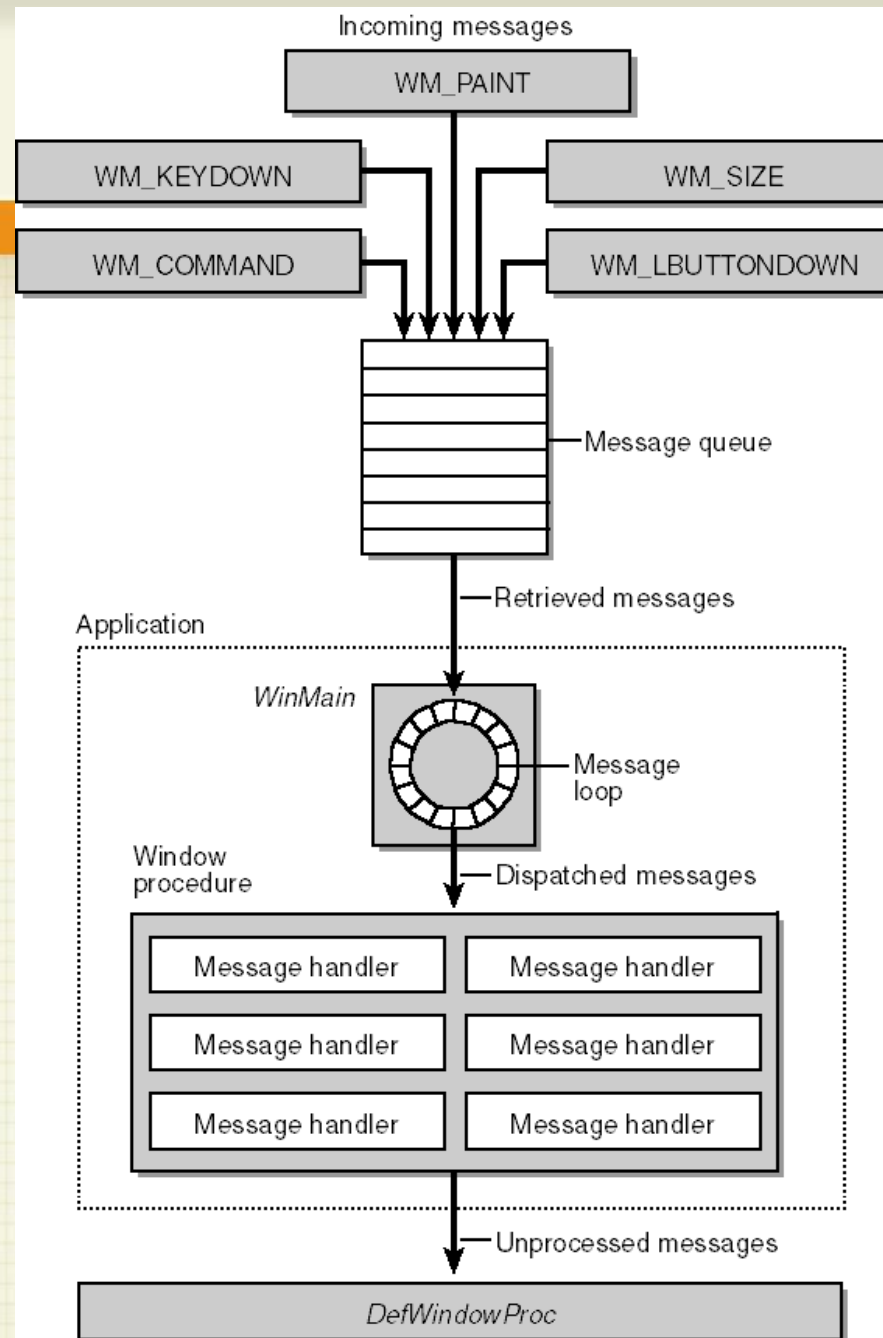 Incoming messages
WM_PAINT
WM_KEYDOWN
WM_SIZE
WM_COMMAND
WM_LBUTTONDOWN
Message queue
Retrieved messages
Application
WinMain
Message
loop
Window
procedure
Dispatched messages
Message handler
Message handler
Message handler
Message handler
Message handler
Message handler
Unprocessed messages
DefWindowProc